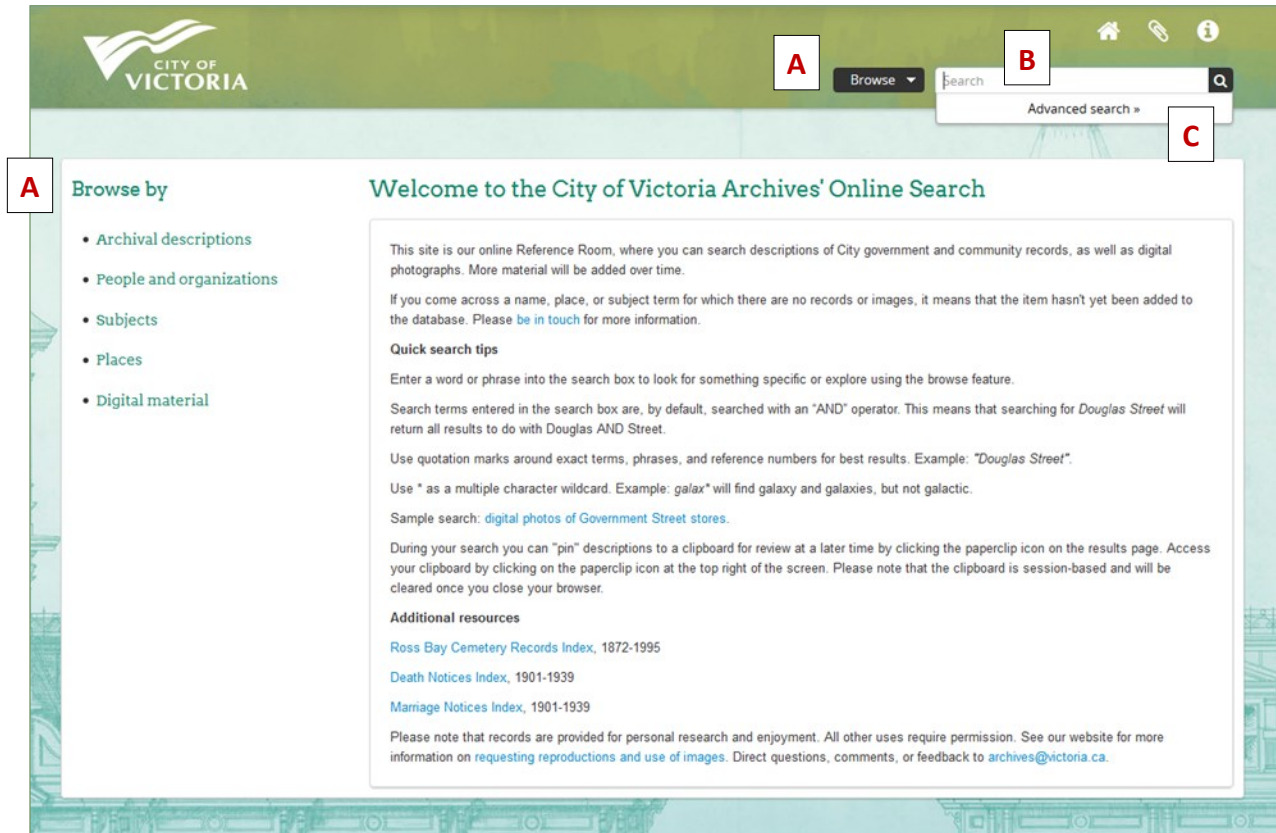 CITY OF
VICTORIA
A
Browse
Search
B
Advanced search »
C
A
Browse by
• Archival descriptions
• People and organizations
• Subjects
• Places
• Digital material
Welcome to the City of Victoria Archives' Online Search
This site is our online Reference Room, where you can search descriptions of City government and community records, as well as digital
photographs. More material will be added over time.
If you come across a name, place, or subject term for which there are no records or images, it means that the item hasn't yet been added to
the database. Please be in touch for more information.
Quick search tips
Enter a word or phrase into the search box to look for something specific or explore using the browse feature.
Search terms entered in the search box are, by default, searched with an "AND" operator. This means that searching for Douglas Street will
return all results to do with Douglas AND Street.
Use quotation marks around exact terms, phrases, and reference numbers for best results. Example: "Douglas Street".
Use * as a multiple character wildcard. Example: galax* will find galaxy and galaxies, but not galactic.
Sample search: digital photos of Government Street stores.
During your search you can "pin" descriptions to a clipboard for review at a later time by clicking the paperclip icon on the results page. Access
your clipboard by clicking on the paperclip icon at the top right of the screen. Please note that the clipboard is session-based and will be
cleared once you close your browser.
Additional resources
Ross Bay Cemetery Records Index, 1872-1995
Death Notices Index, 1901-1939
Marriage Notices Index, 1901-1939
Please note that records are provided for personal research and enjoyment. All other uses require permission. See our website for more
information on requesting reproductions and use of images. Direct questions, comments, or feedback to archives@victoria.ca.